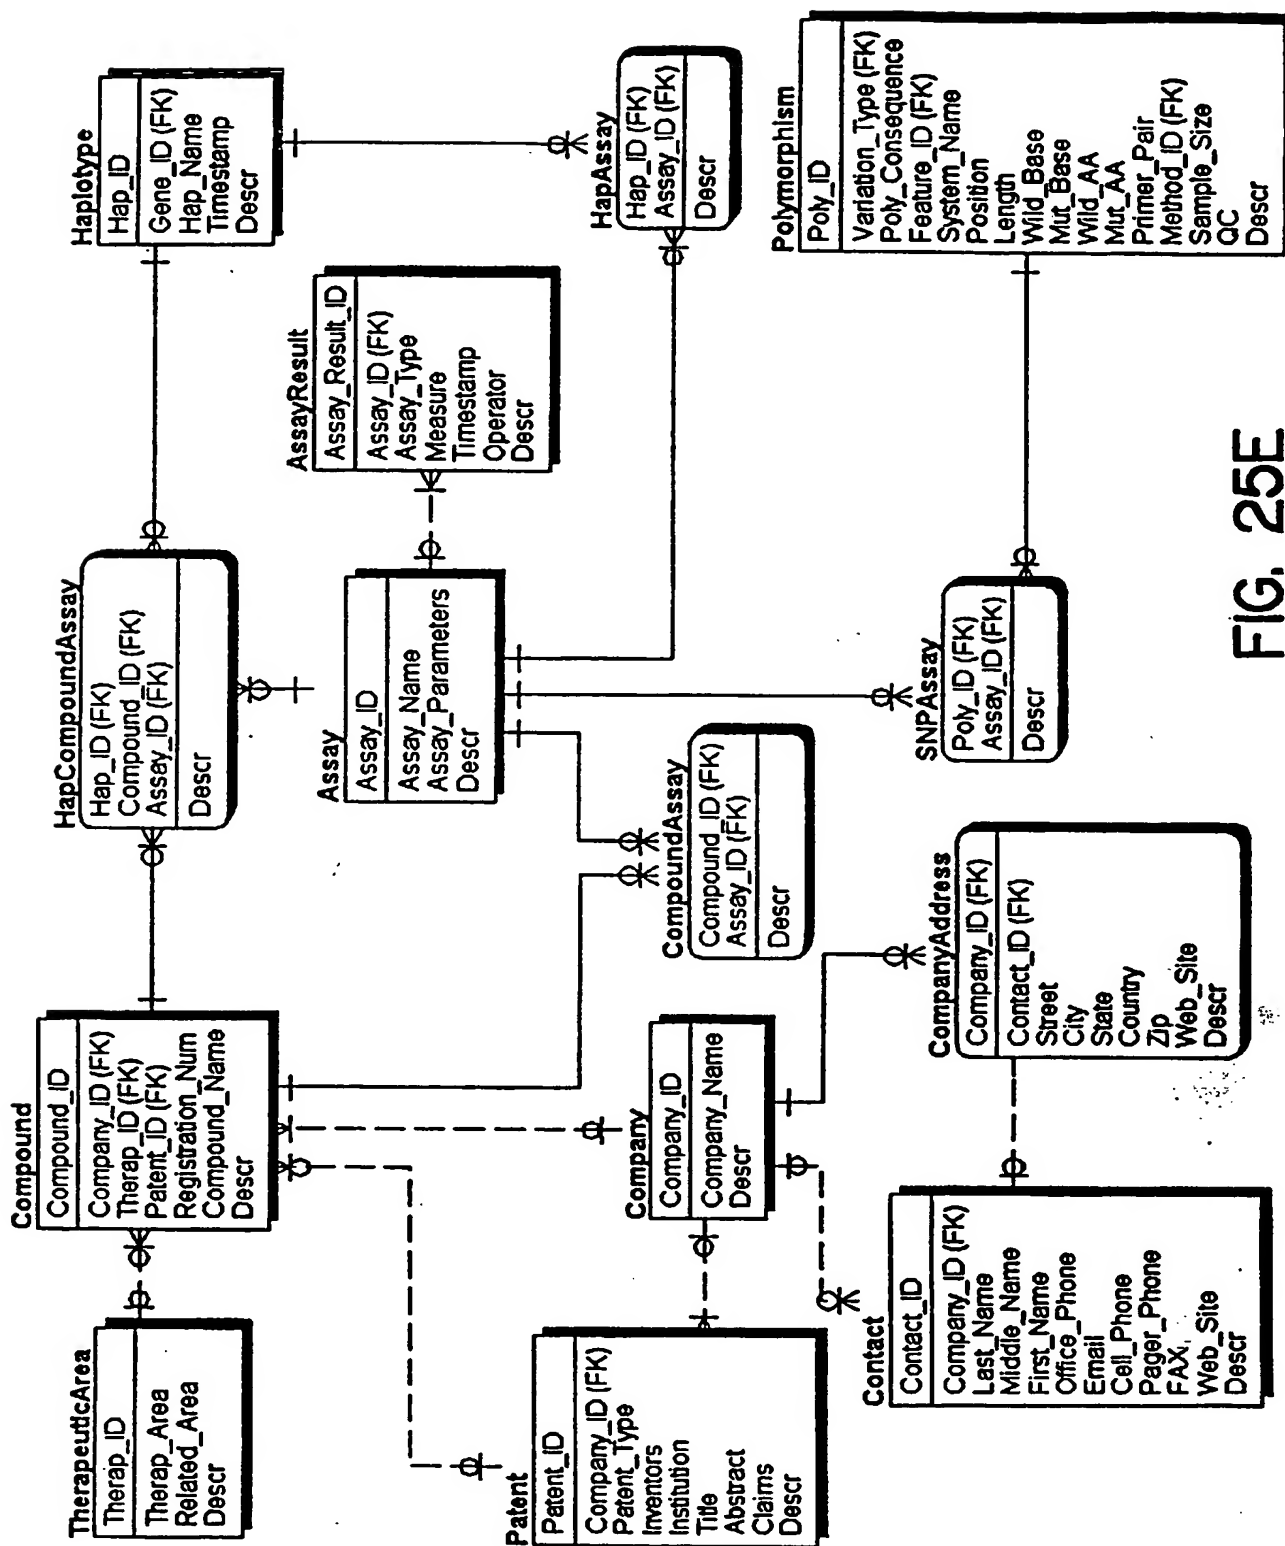 TherapeuticArea
Therap_ID
Therap_Area
Related_Area
Descr
Compound
Compound_ID
Company_ID (FK)
Therap_ID (FK)
Patent_ID (FK)
Registration_Num
Compound_Name
Descr
HapCompoundAssay
Hap_ID (FK)
Compound_ID (FK)
Assay_ID (FK)
Descr
Haplotype
Hap_ID
Gene_ID (FK)
Hap_Name
Timestamp
Descr
Assay
Assay_ID
Assay_Name
Assay_Parameters
Descr
AssayResult
Assay_Result_ID
Assay_ID (FK)
Assay_Type
Measure
Timestamp
Operator
Descr
Patent
Patent_ID
Company_ID (FK)
Patent_Type
Inventors
Institution
Title
Abstract
Claims
Descr
Company
Company_ID
Company_Name
Descr
CompoundAssay
Compound_ID (FK)
Assay_ID (FK)
Descr
HapAssay
Hap_ID (FK)
Assay_ID (FK)
Descr
Contact
Contact_ID
Company_ID (FK)
Last_Name
Middle_Name
First_Name
Office_Phone
Email
Cell_Phone
Pager_Phone
FAX
Web_Site
Descr
CompanyAddress
Company_ID (FK)
Contact_ID (FK)
Street
City
State
Country
Zip
Web_Site
Descr
SNPAssay
Poly_ID (FK)
Assay_ID (FK)
Descr
Polymorphism
Poly_ID
Variation_Type (FK)
Poly_Consequence
Feature_ID (FK)
System_Name
Position
Length
Wild_Base
Mut_Base
Wild_AA
Mut_AA
Primer_Pair
Method_ID (FK)
Sample_Size
QC
Descr
FIG. 25E